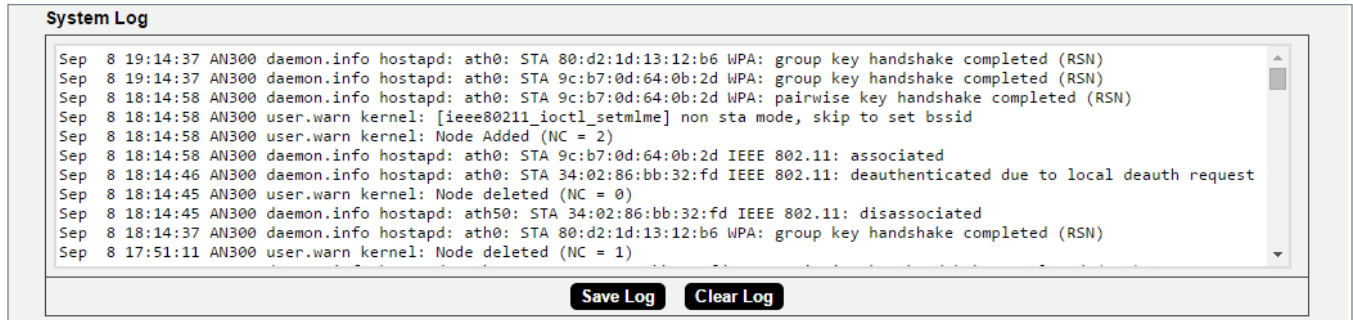 System Log
Sep  8 19:14:37 AN300 daemon.info hostapd: ath0: STA 80:d2:1d:13:12:b6 WPA: group key handshake completed (RSN)
Sep  8 19:14:37 AN300 daemon.info hostapd: ath0: STA 9c:b7:0d:64:0b:2d WPA: group key handshake completed (RSN)
Sep  8 18:14:58 AN300 daemon.info hostapd: ath0: STA 9c:b7:0d:64:0b:2d WPA: pairwise key handshake completed (RSN)
Sep  8 18:14:58 AN300 user.warn kernel: [ieee80211_ioctl_setmlme] non sta mode, skip to set bssid
Sep  8 18:14:58 AN300 user.warn kernel: Node Added (NC = 2)
Sep  8 18:14:58 AN300 daemon.info hostapd: ath0: STA 9c:b7:0d:64:0b:2d IEEE 802.11: associated
Sep  8 18:14:46 AN300 daemon.info hostapd: ath0: STA 34:02:86:bb:32:fd IEEE 802.11: deauthenticated due to local deauth request
Sep  8 18:14:45 AN300 user.warn kernel: Node deleted (NC = 0)
Sep  8 18:14:45 AN300 daemon.info hostapd: ath50: STA 34:02:86:bb:32:fd IEEE 802.11: disassociated
Sep  8 18:14:37 AN300 daemon.info hostapd: ath0: STA 80:d2:1d:13:12:b6 WPA: group key handshake completed (RSN)
Sep  8 17:51:11 AN300 user.warn kernel: Node deleted (NC = 1)
Save Log Clear Log